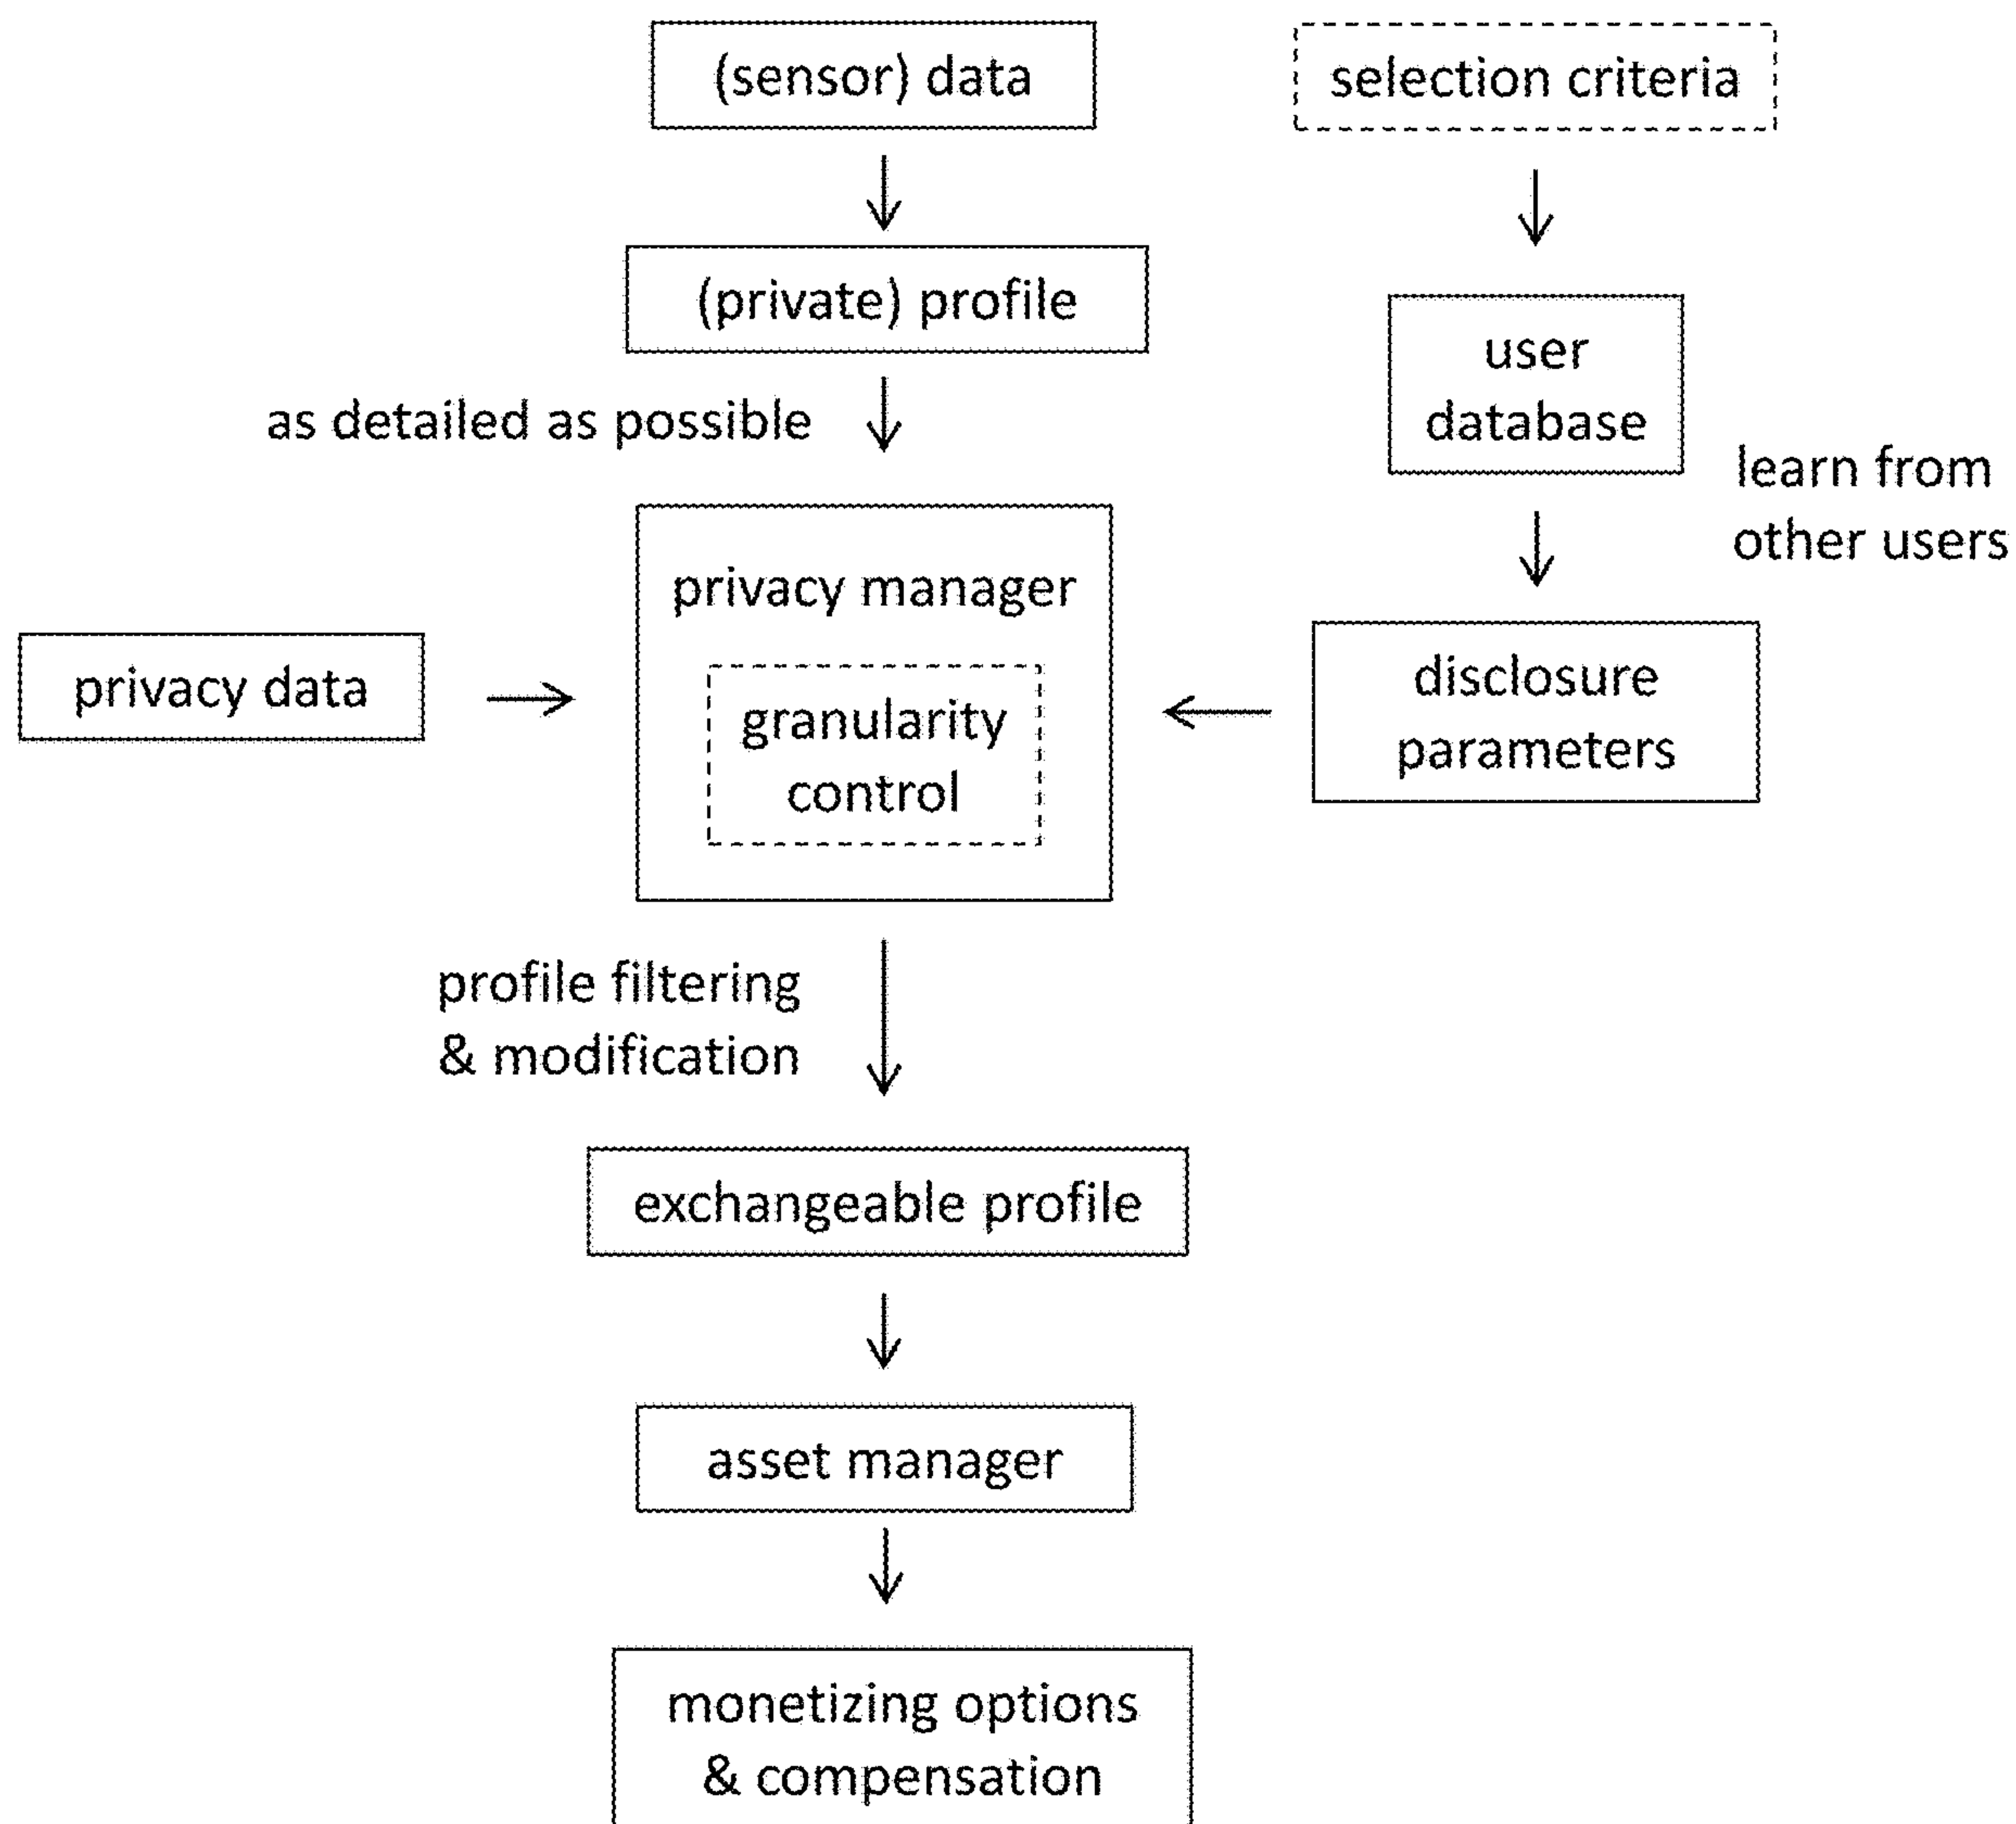 (sensor) data
selection criteria
(private) profile
user
database
as detailed as possible
learn from
other users
privacy manager
granularity
control
privacy data
disclosure
parameters
profile filtering
& modification
exchangeable profile
asset manager
monetizing options
& compensation